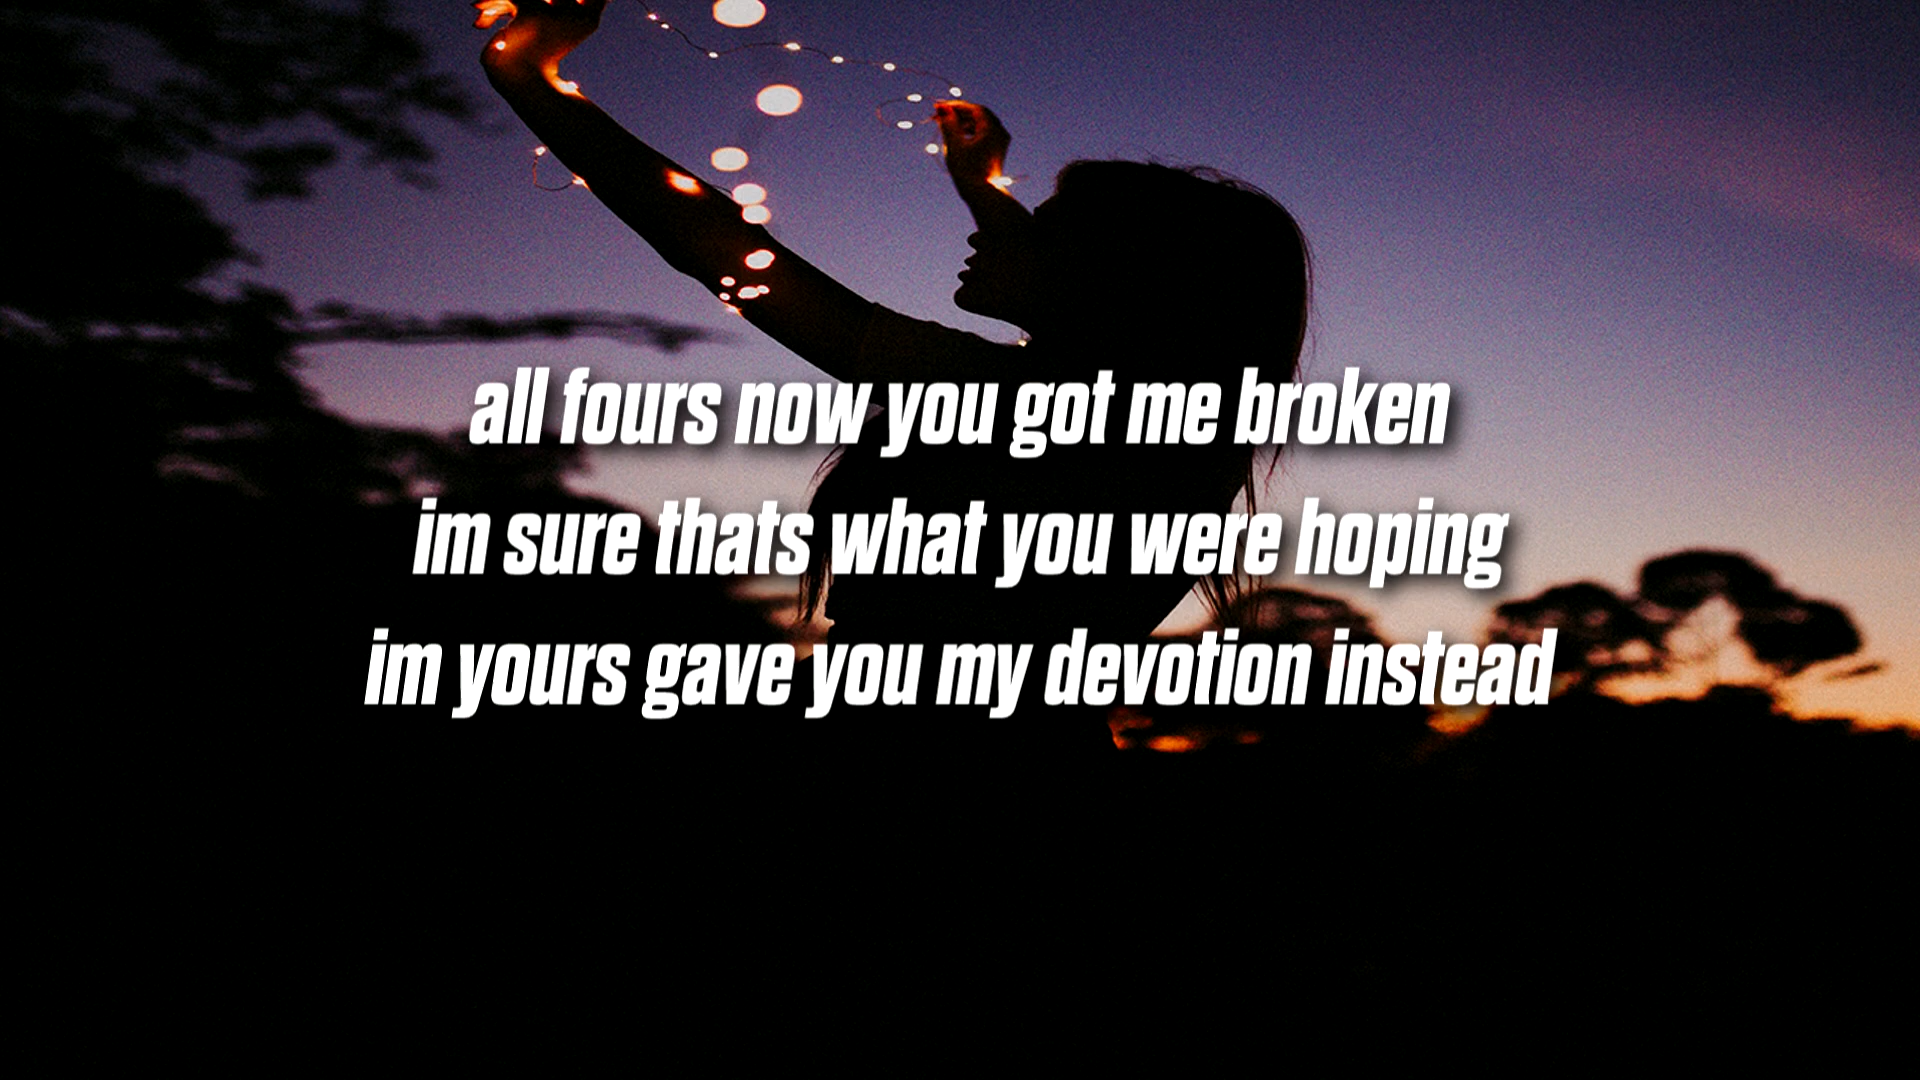 all fours now you got me broken
im sure thats what you were hoping
im yours gave you my devotion instead